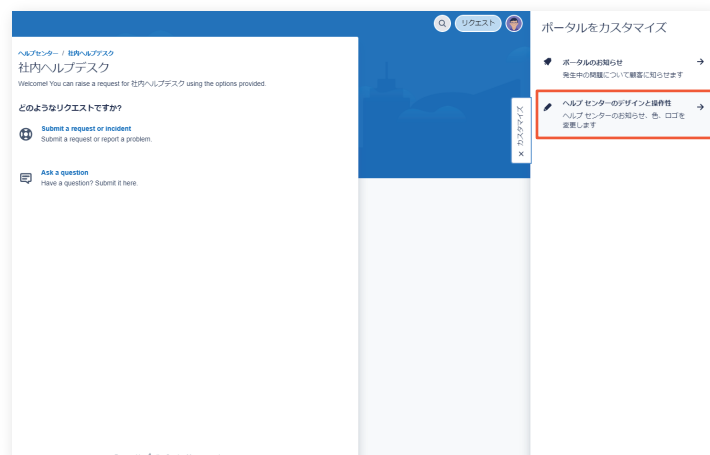 リクエスト
ポータルをカスタマイズ
ヘルプセンター / 社内ヘルプデスク
社内ヘルプデスク
Welcome! You can raise a request for 社内ヘルプデスク using the options provided.
どのようなリクエストですか?
Submit a request or incident
Submit a request or report a problem.
Ask a question
Have a question? Submit it here.
カスタマイズ
ポータルのお知らせ
発生中の問題について顧客に知らせます
ヘルプ センターのデザインと操作性
ヘルプ センターのお知らせ、色、ロゴを
変更します